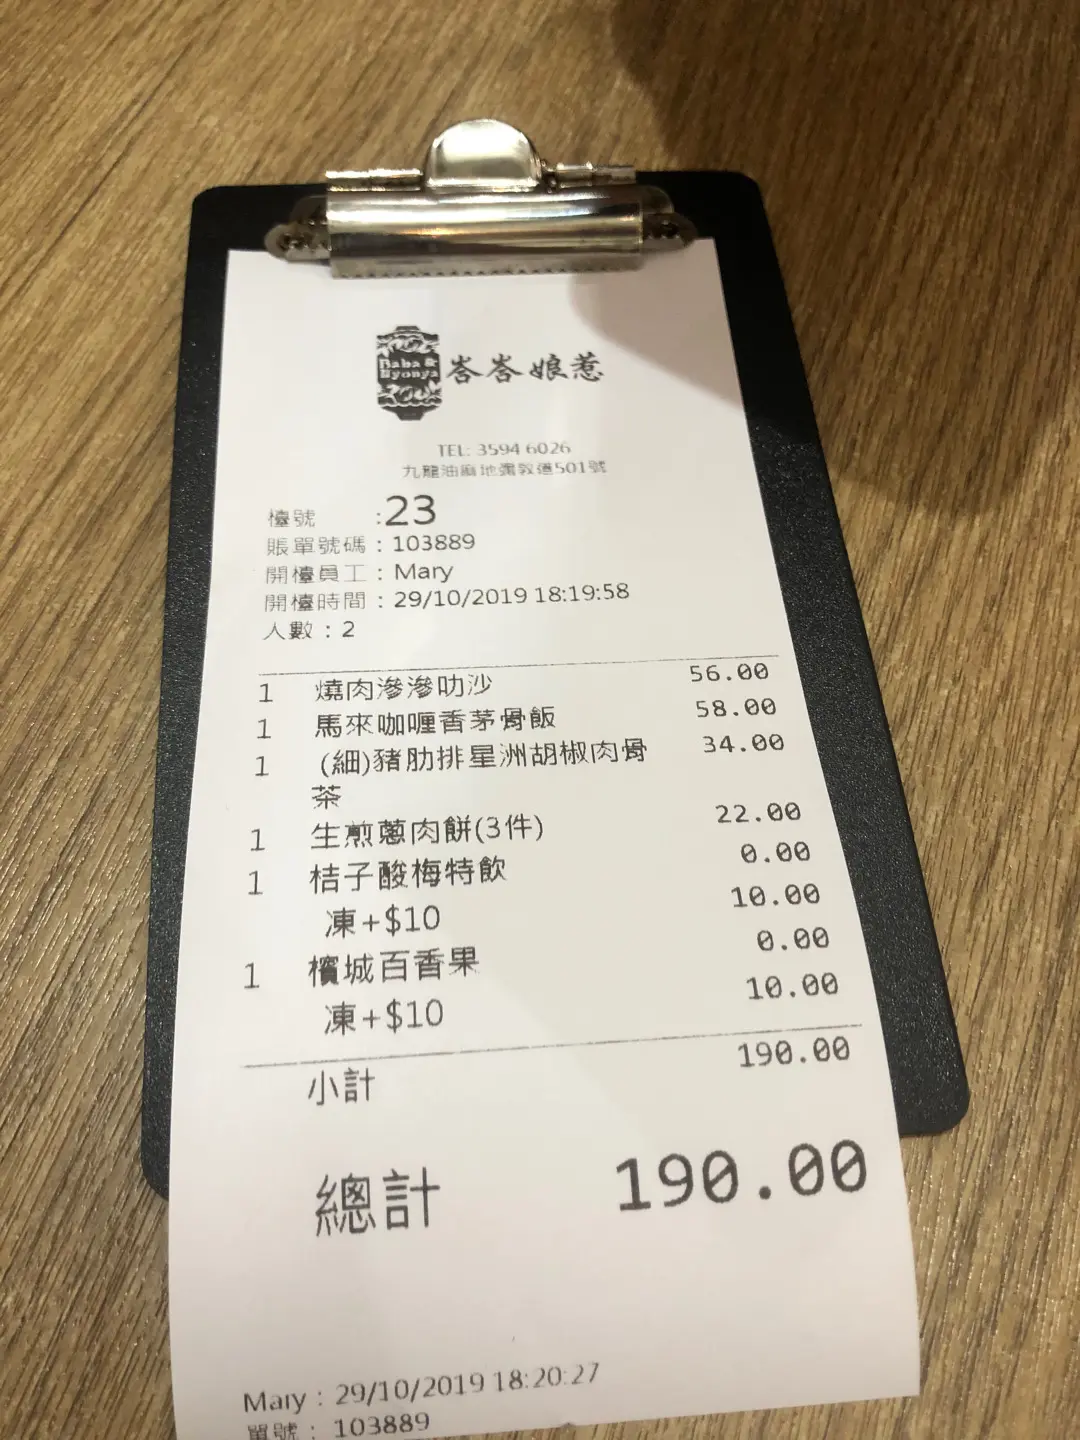 Baba &
Nyonya
峇峇娘惹
TEL: 3594 6026
九龍油麻地彌敦道501號
檯號 :23
賬單號碼 : 103889
開檯員工 : Mary
開檯時間 : 29/10/2019 18:19:58
人數 : 2
1 燒肉滲滲叻沙 56.00
1 馬來咖喱香茅骨飯 58.00
1 (細)豬肋排星洲胡椒肉骨 34.00
茶
1 生煎蔥肉餅(3件) 22.00
1 桔子酸梅特飲 0.00
凍+$10 10.00
1 檳城百香果 0.00
凍+$10 10.00
小計 190.00
總計 190.00
Mary : 29/10/2019 18:20:27
單號 : 103889